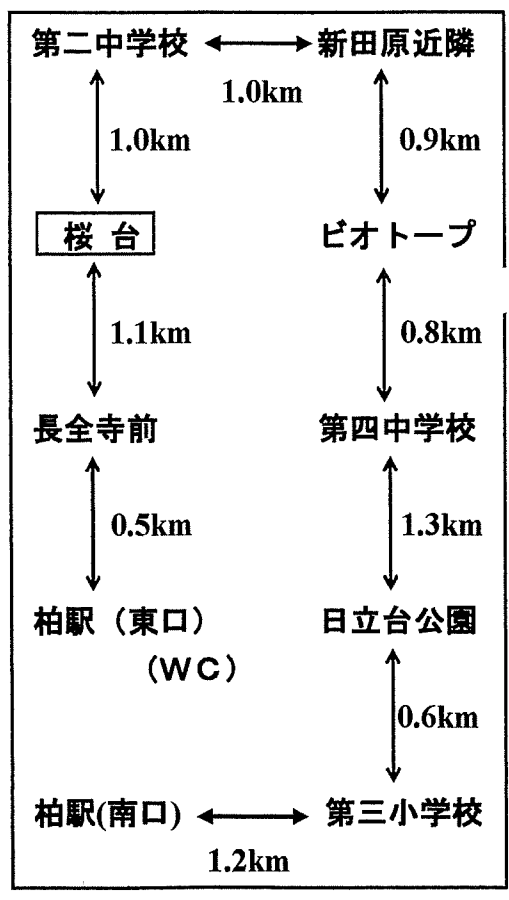 第二中学校 新田原近隣
1.0km
1.0km 0.9km
桜台 ビオトープ
1.1km 0.8km
長全寺前 第四中学校
0.5km 1.3km
柏駅（東口） 日立台公園
（WC）
0.6km
柏駅(南口) 第三小学校
1.2km